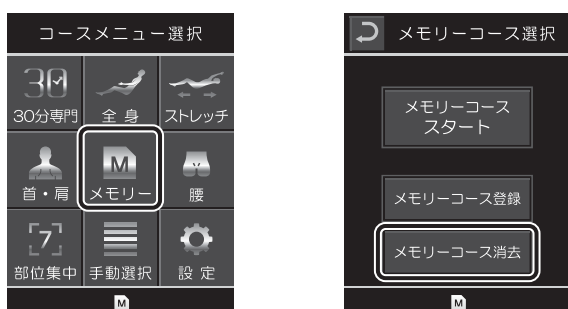 コースメニュー選択
30
30分専門
全身
ストレッチ
M
首・肩
メモリー
腰
7
部位集中
手動選択
設定
M
メモリーコース選択
メモリーコース
スタート
メモリーコース登録
メモリーコース消去
M